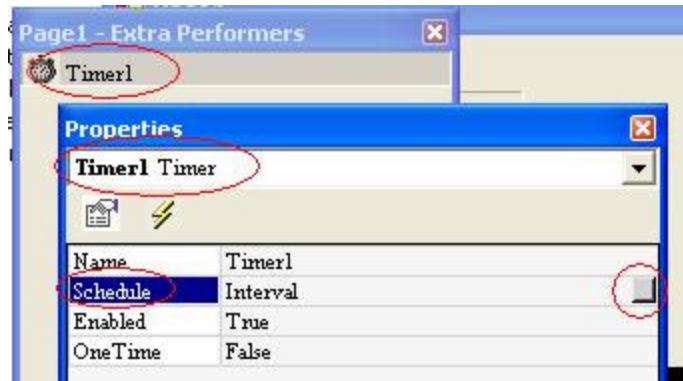 Page1 - Extra Performers
Timer1
Properties
Timer1 Timer
Name Timer1
Schedule Interval
Enabled True
OneTime False